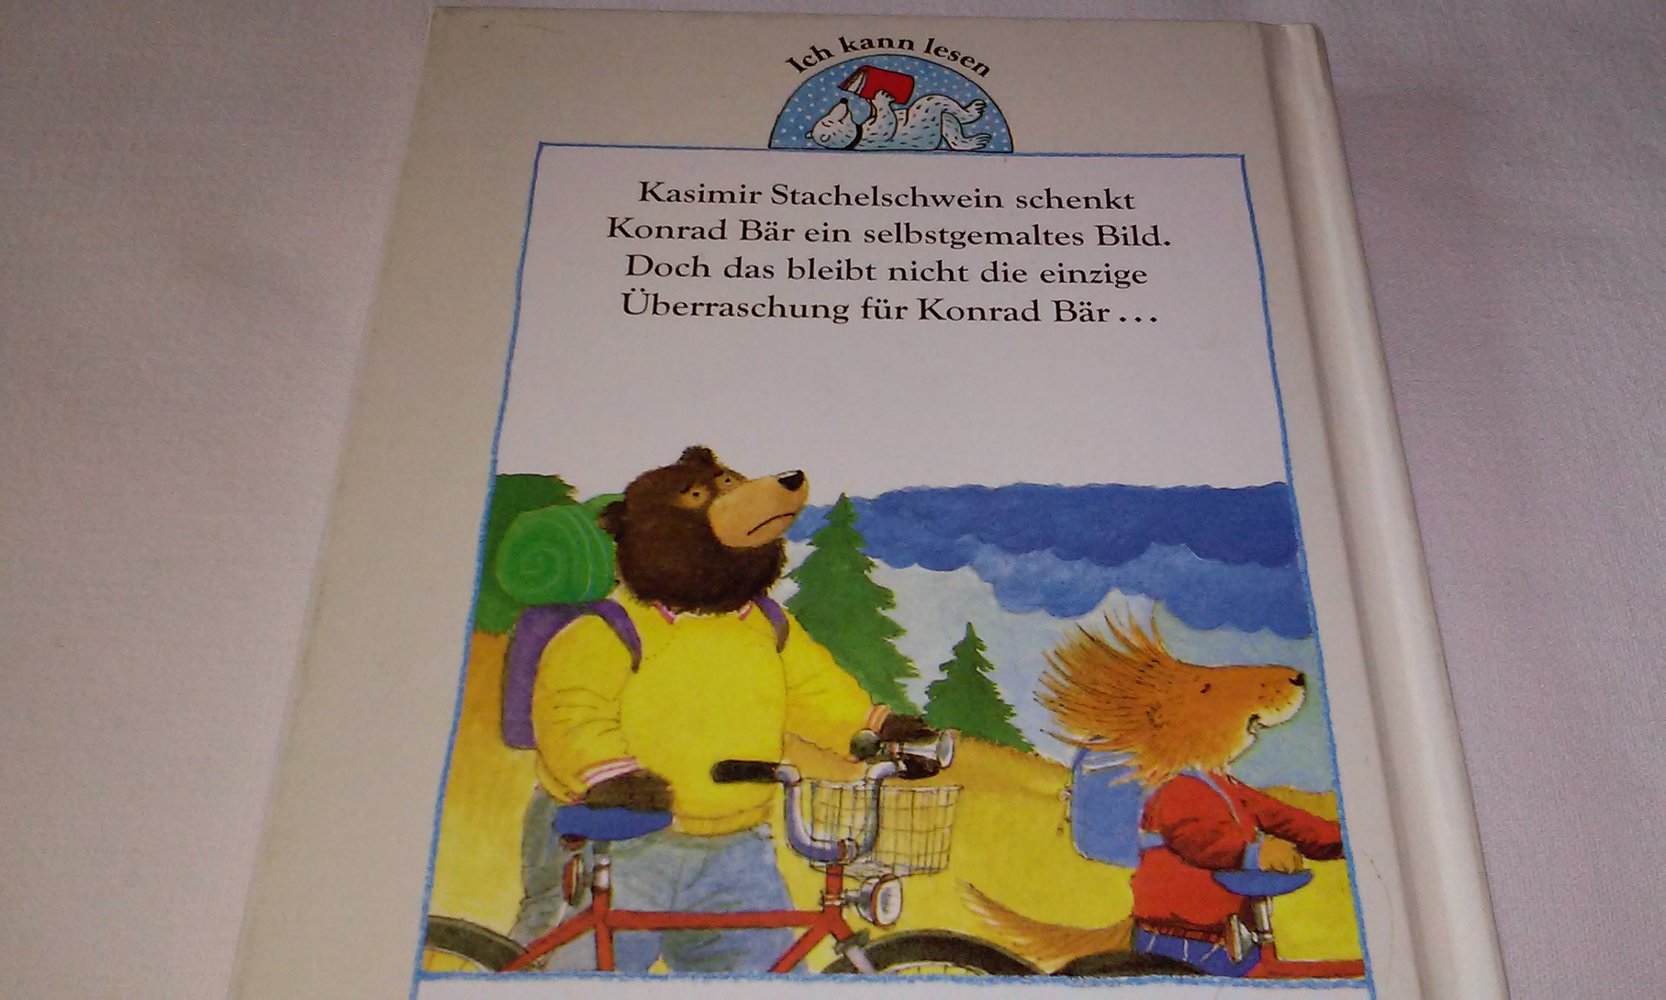 Ich kann lesen
Kasimir Stachelschwein schenkt
Konrad Bär ein selbstgemaltes Bild.
Doch das bleibt nicht die einzige
Überraschung für Konrad Bär ...